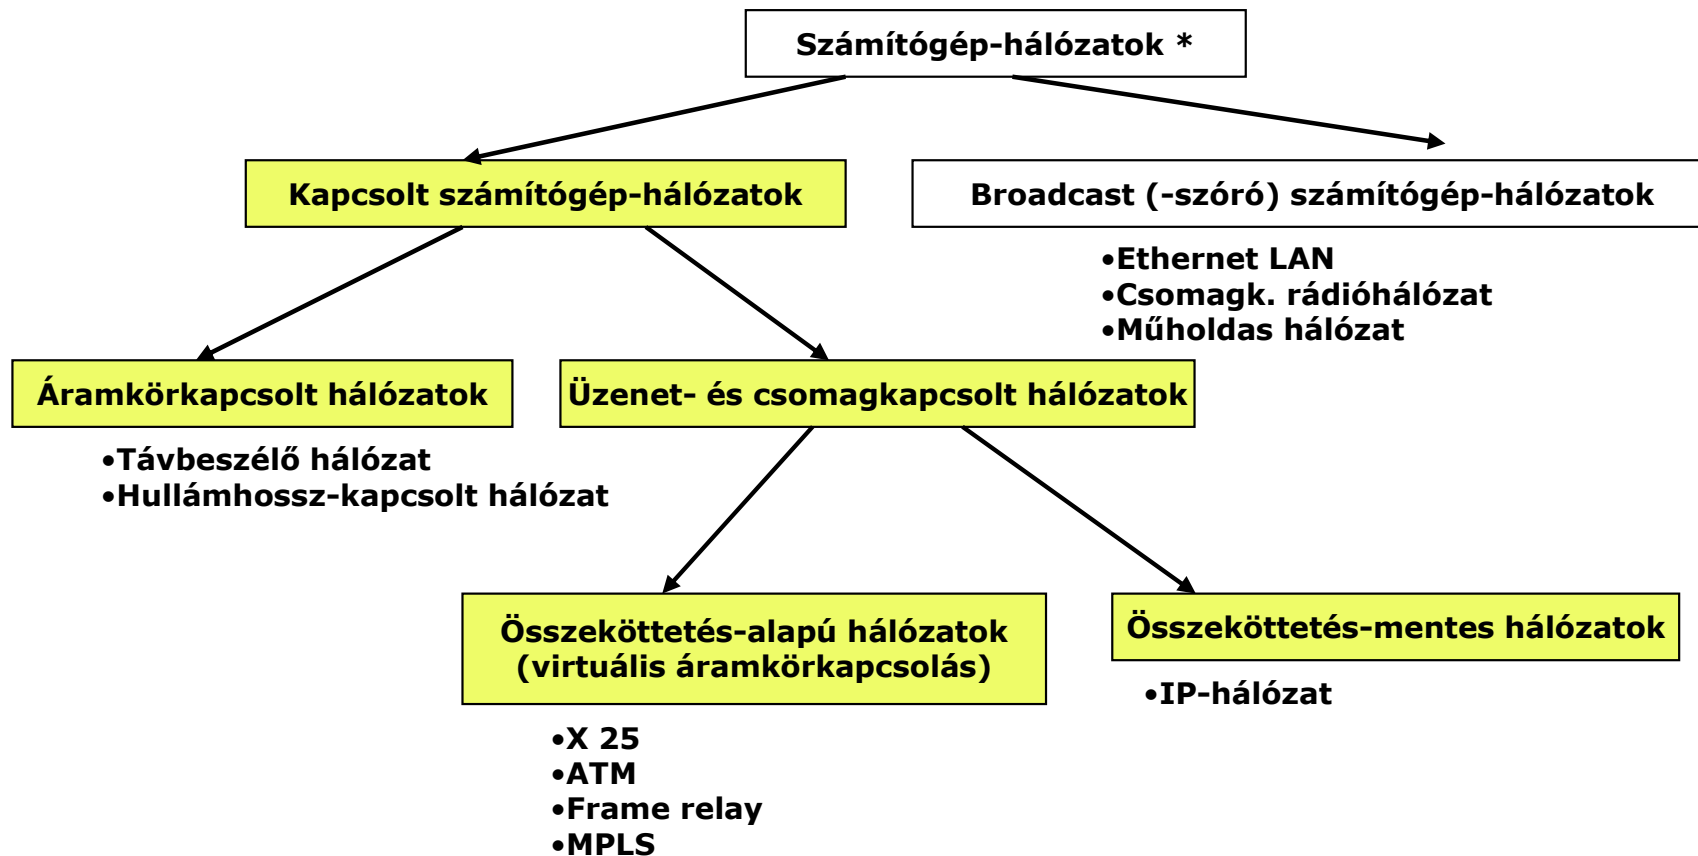 Számítógép-hálózatok *
Kapcsolt számítógép-hálózatok
Broadcast (-szóró) számítógép-hálózatok
•Ethernet LAN
•Csomagk. rádióhálózat
•Műholdas hálózat
Áramkörkapcsolt hálózatok
Üzenet- és csomagkapcsolt hálózatok
•Távbeszélő hálózat
•Hullámhossz-kapcsolt hálózat
Összeköttetés-alapú hálózatok
(virtuális áramkörkapcsolás)
Összeköttetés-mentes hálózatok
•IP-hálózat
•X 25
•ATM
•Frame relay
•MPLS